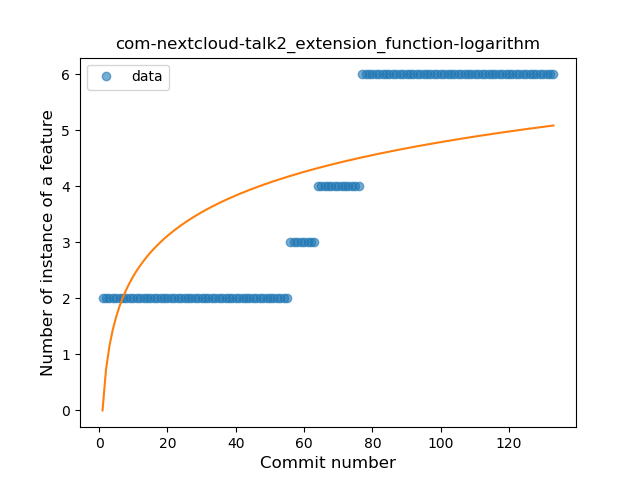 com-nextcloud-talk2_extension_function-logarithm
data
Number of instance of a feature
6
5
4
3
2
1
0
0 20 40 60 80 100 120
Commit number